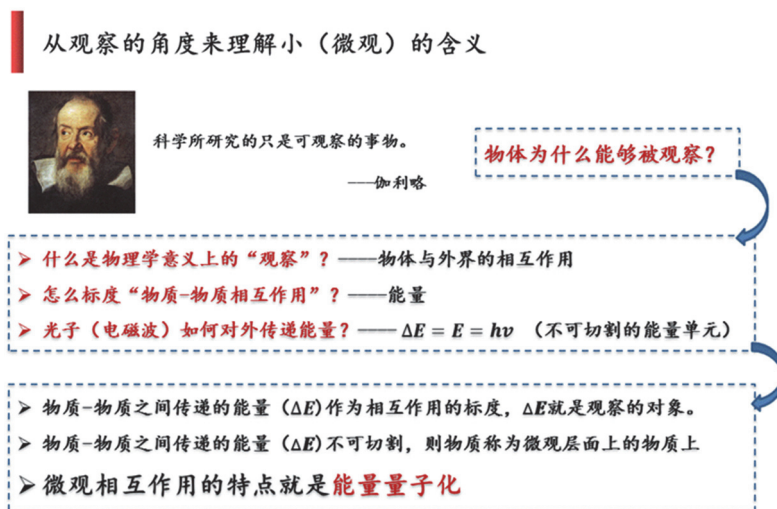 从观察的角度来理解小（微观）的含义
科学所研究的只是可观察的事物。
---伽利略
物体为什么能够被观察？
➤ 什么是物理学意义上的“观察”？----物体与外界的相互作用
➤ 怎么标度“物质-物质相互作用”？----能量
➤ 光子（电磁波）如何对外传递能量？---- ΔE = E = hν （不可切割的能量单元）
➤ 物质-物质之间传递的能量（ΔE)作为相互作用的标度，ΔE就是观察的对象。
➤ 物质-物质之间传递的能量（ΔE)不可切割，则物质称为微观层面上的物质上
➤微观相互作用的特点就是能量量子化